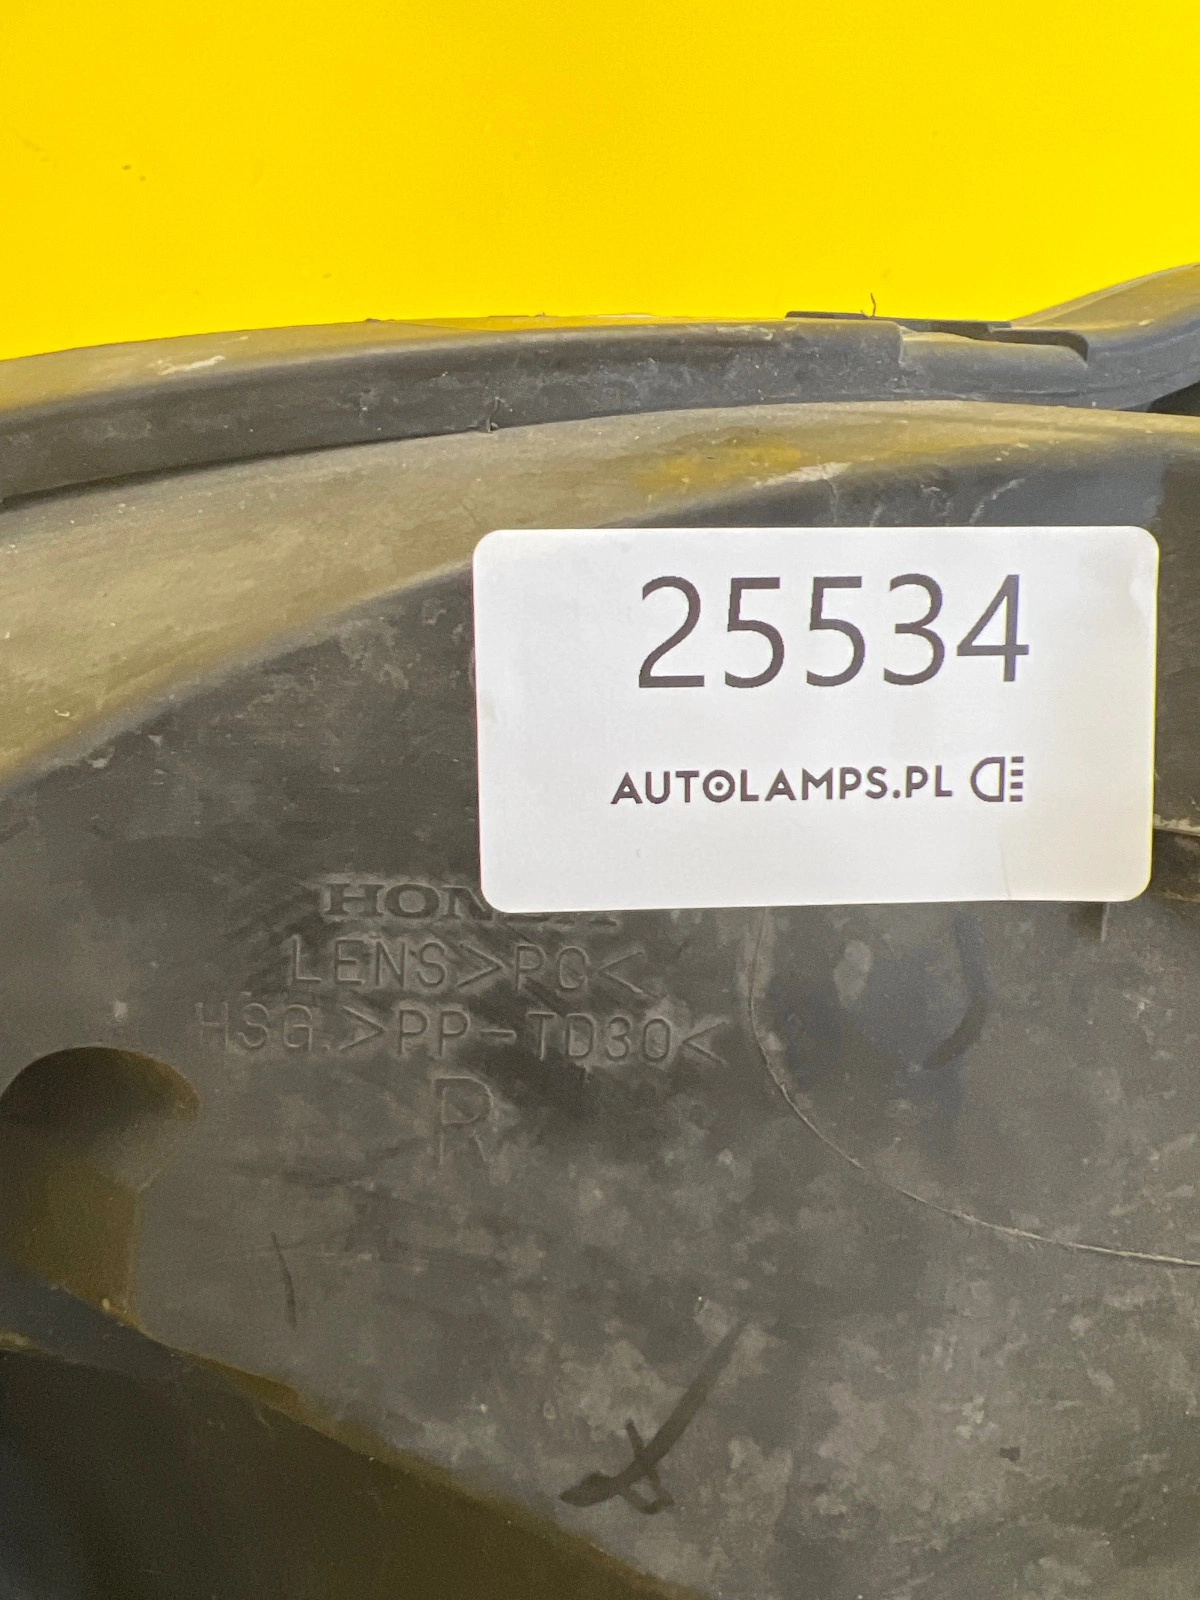 25534
AUTOLAMPS.PL
HONDA
LENS>PC<
HSG.>PP-TD30<
R